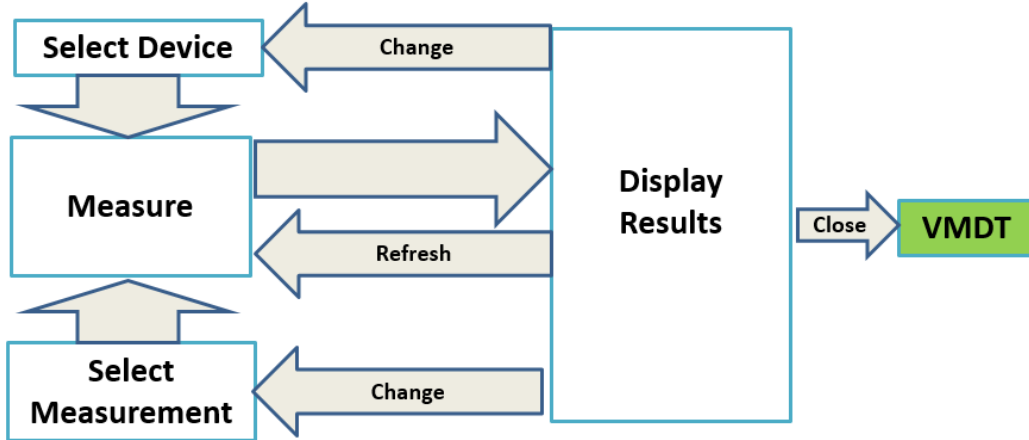 Select Device
Change
Measure
Display
Results
Refresh
Close
VMDT
Select
Measurement
Change